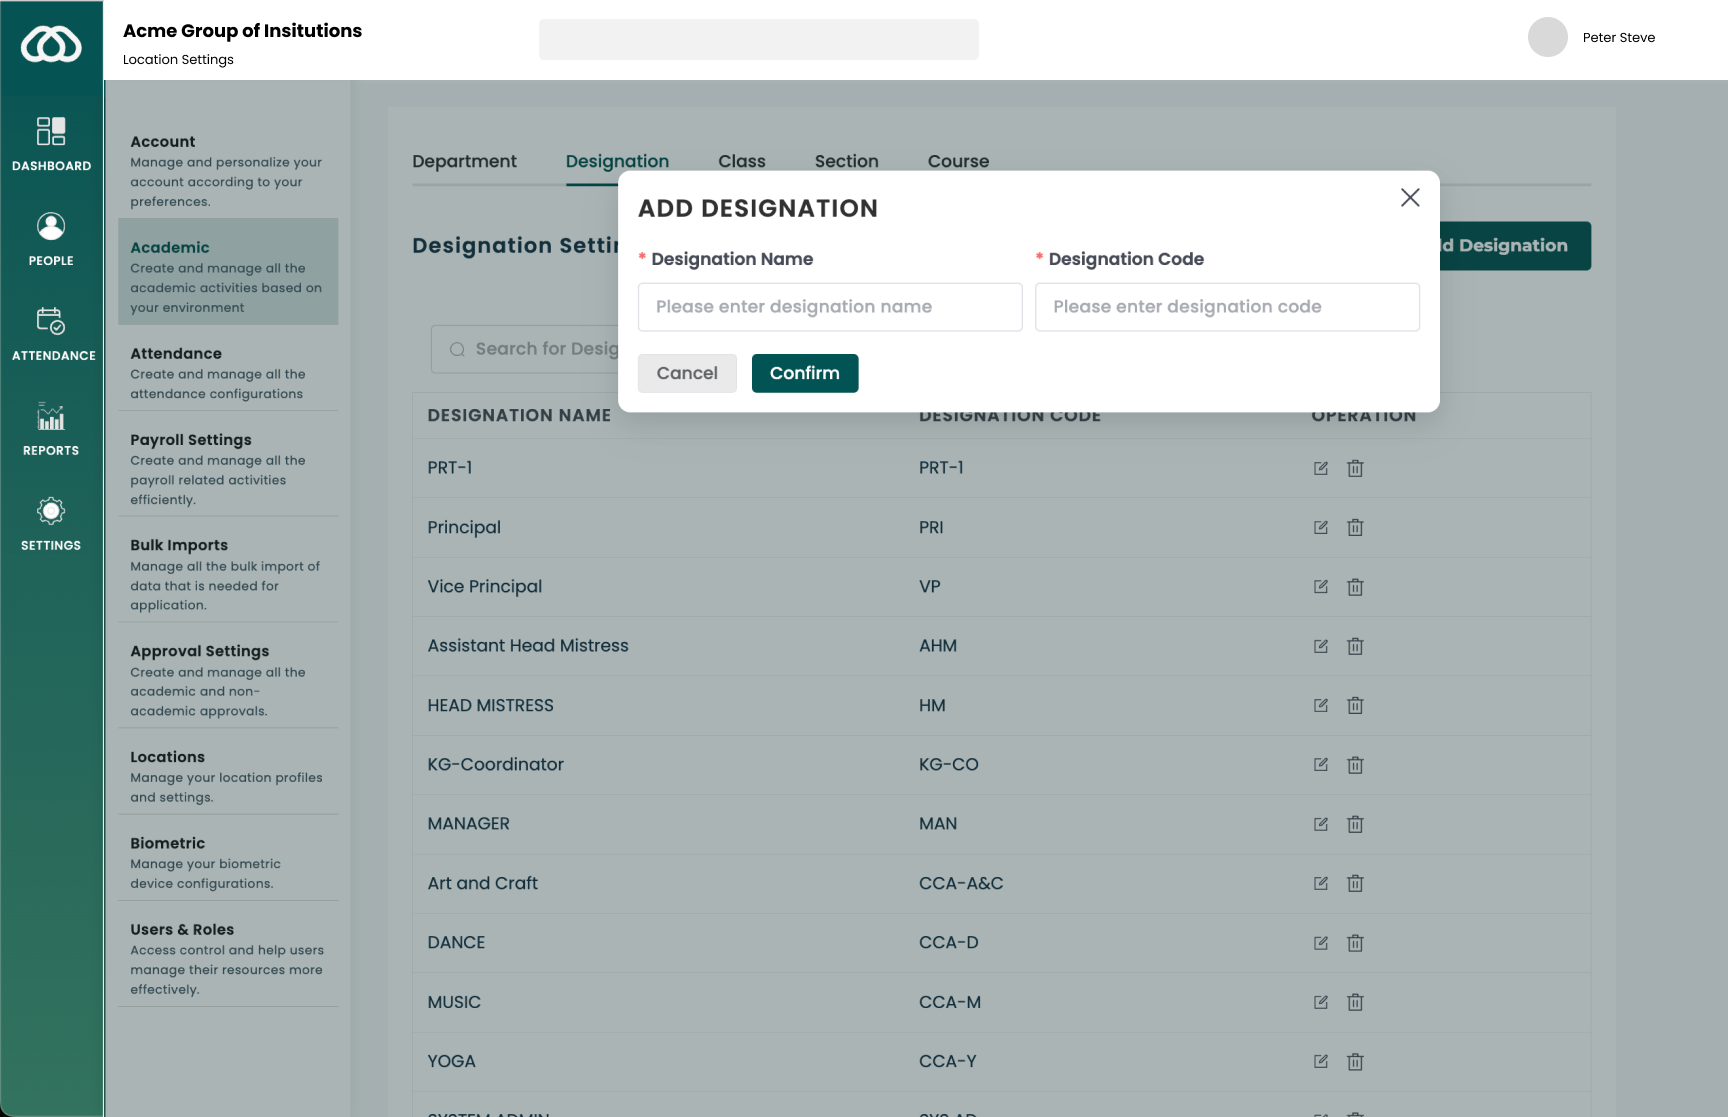 Acme Group of Insitutions
Location Settings
Peter Steve
DASHBOARD
PEOPLE
ATTENDANCE
REPORTS
SETTINGS
Account
Manage and personalize your
account according to your
preferences.
Academic
Create and manage all the
academic activities based on
your environment
Attendance
Create and manage all the
attendance configurations
Payroll Settings
Create and manage all the
payroll related activities
efficiently.
Bulk Imports
Manage all the bulk import of
data that is needed for
application.
Approval Settings
Create and manage all the
academic and non-
academic approvals.
Locations
Manage your location profiles
and settings.
Biometric
Manage your biometric
device configurations.
Users & Roles
Access control and help users
manage their resources more
effectively.
Department Designation Class Section Course
Designation Settin
d Designation
Search for Desig
ADD DESIGNATION
* Designation Name * Designation Code
Please enter designation name Please enter designation code
Cancel Confirm
DESIGNATION NAME DESIGNATION CODE OPERATION
PRT-1 PRT-1
Principal PRI
Vice Principal VP
Assistant Head Mistress AHM
HEAD MISTRESS HM
KG-Coordinator KG-CO
MANAGER MAN
Art and Craft CCA-A&C
DANCE CCA-D
MUSIC CCA-M
YOGA CCA-Y
SYSTEM ADMIN SYS AD